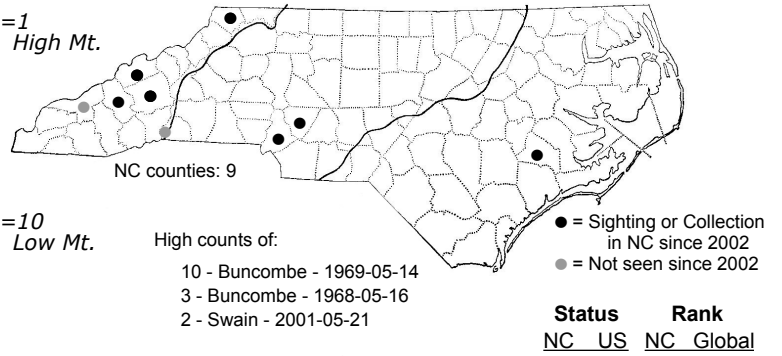 =1
High Mt.
NC counties: 9
=10
Low Mt.
High counts of:
10 - Buncombe - 1969-05-14
3 - Buncombe - 1968-05-16
2 - Swain - 2001-05-21
● = Sighting or Collection
in NC since 2002
● = Not seen since 2002
Status Rank
NC US NC Global